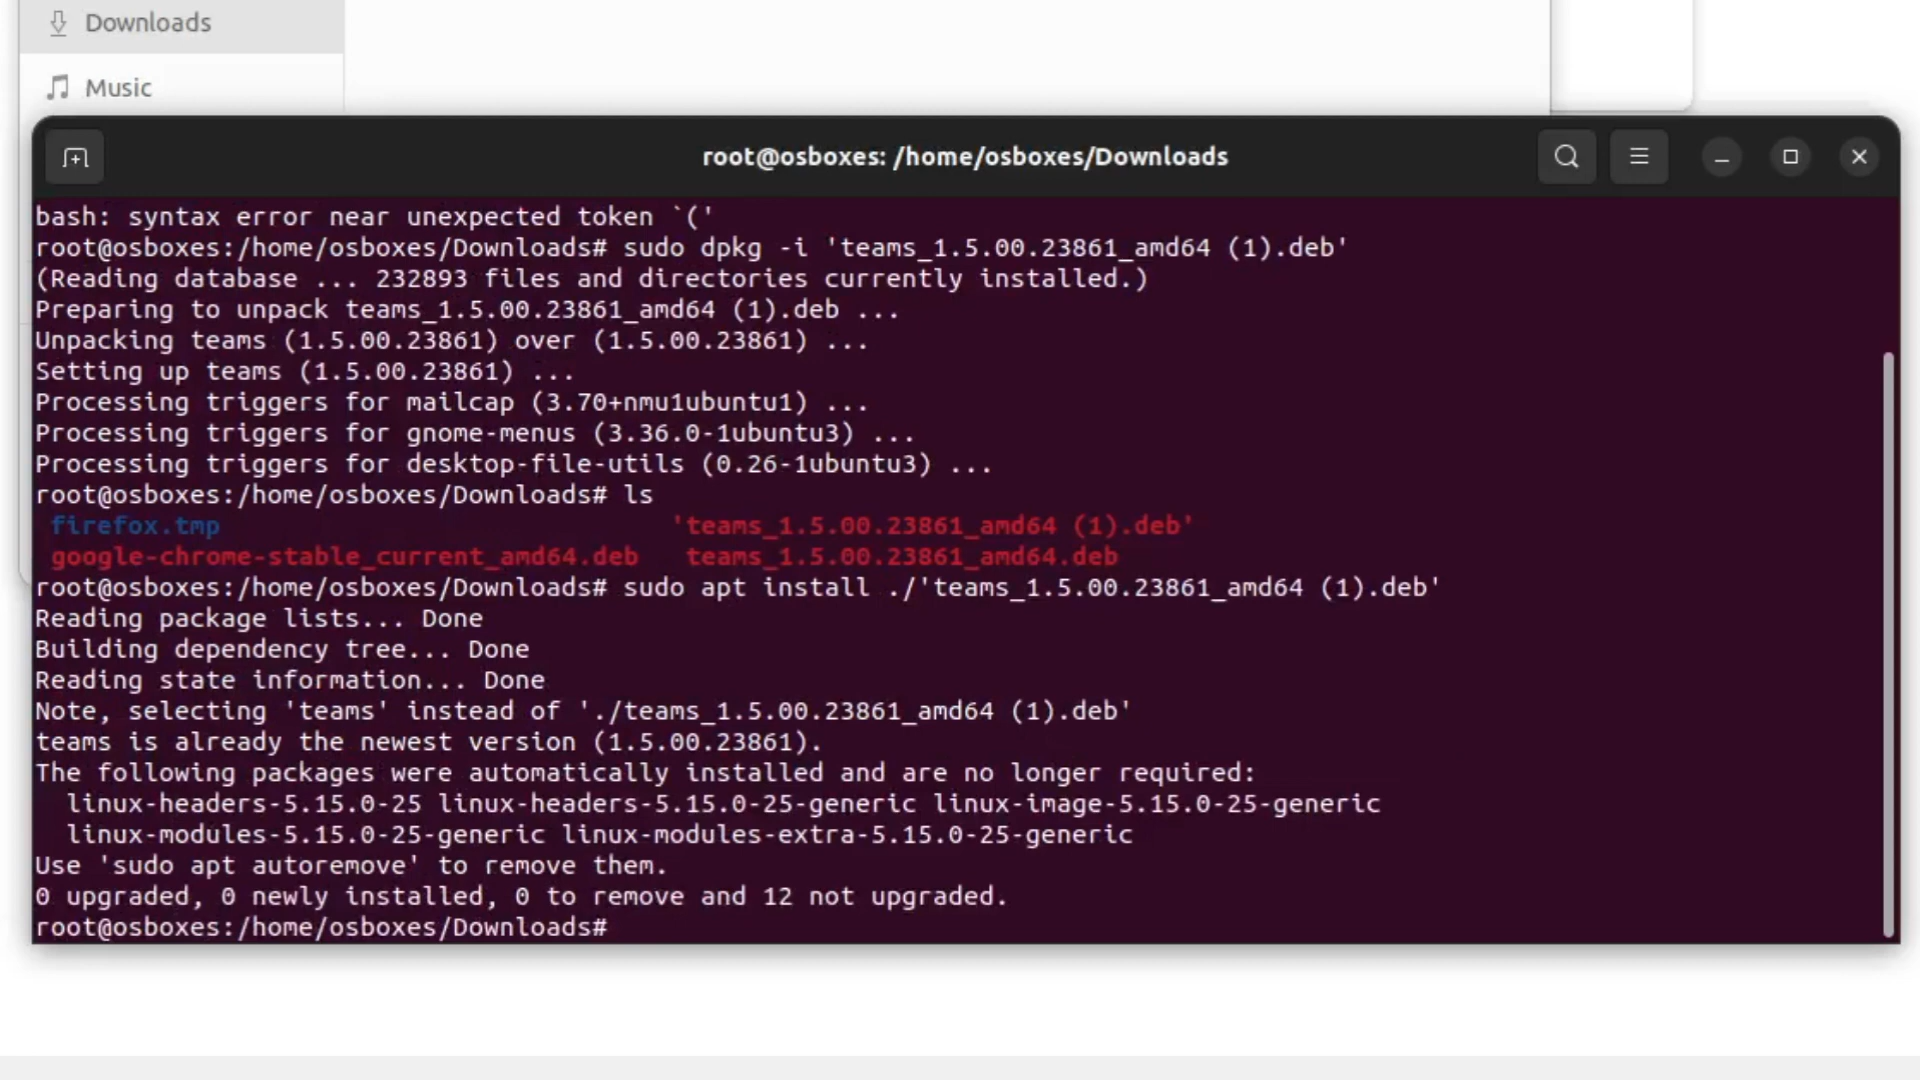 Downloads
Music
root@osboxes: /home/osboxes/Downloads
bash: syntax error near unexpected token `('
root@osboxes:/home/osboxes/Downloads# sudo dpkg -i 'teams_1.5.00.23861_amd64 (1).deb'
(Reading database ... 232893 files and directories currently installed.)
Preparing to unpack teams_1.5.00.23861_amd64 (1).deb ...
Unpacking teams (1.5.00.23861) over (1.5.00.23861) ...
Setting up teams (1.5.00.23861) ...
Processing triggers for mailcap (3.70+nmu1ubuntu1) ...
Processing triggers for gnome-menus (3.36.0-1ubuntu3) ...
Processing triggers for desktop-file-utils (0.26-1ubuntu3) ...
root@osboxes:/home/osboxes/Downloads# ls
firefox.tmp 'teams_1.5.00.23861_amd64 (1).deb'
google-chrome-stable_current_amd64.deb teams_1.5.00.23861_amd64.deb
root@osboxes:/home/osboxes/Downloads# sudo apt install ./'teams_1.5.00.23861_amd64 (1).deb'
Reading package lists... Done
Building dependency tree... Done
Reading state information... Done
Note, selecting 'teams' instead of './teams_1.5.00.23861_amd64 (1).deb'
teams is already the newest version (1.5.00.23861).
The following packages were automatically installed and are no longer required:
linux-headers-5.15.0-25 linux-headers-5.15.0-25-generic linux-image-5.15.0-25-generic
linux-modules-5.15.0-25-generic linux-modules-extra-5.15.0-25-generic
Use 'sudo apt autoremove' to remove them.
0 upgraded, 0 newly installed, 0 to remove and 12 not upgraded.
root@osboxes:/home/osboxes/Downloads#